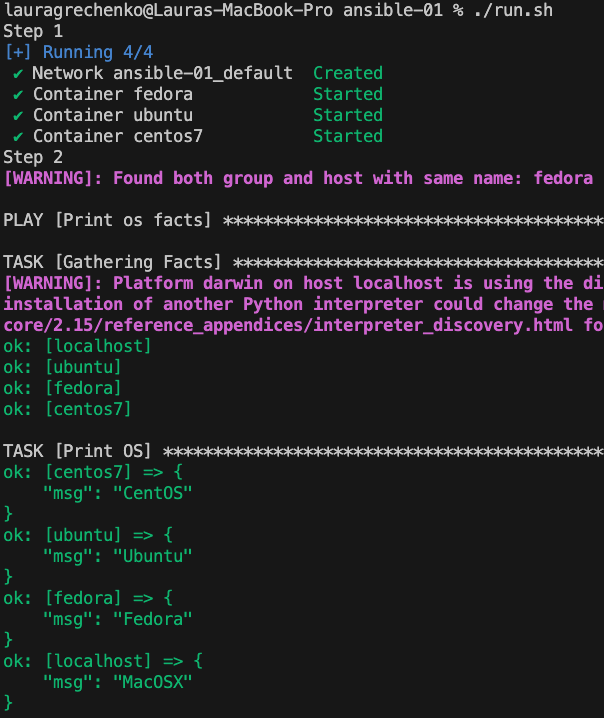 lauragrechenko@Lauras-MacBook-Pro ansible-01 % ./run.sh
Step 1
[+] Running 4/4
✔ Network ansible-01_default  Created
✔ Container fedora            Started
✔ Container ubuntu            Started
✔ Container centos7           Started
Step 2
[WARNING]: Found both group and host with same name: fedora

PLAY [Print os facts] ************************************

TASK [Gathering Facts] ***********************************
[WARNING]: Platform darwin on host localhost is using the di
installation of another Python interpreter could change the
core/2.15/reference_appendices/interpreter_discovery.html fo
ok: [localhost]
ok: [ubuntu]
ok: [fedora]
ok: [centos7]

TASK [Print OS] ******************************************
ok: [centos7] => {
    "msg": "CentOS"
}
ok: [ubuntu] => {
    "msg": "Ubuntu"
}
ok: [fedora] => {
    "msg": "Fedora"
}
ok: [localhost] => {
    "msg": "MacOSX"
}